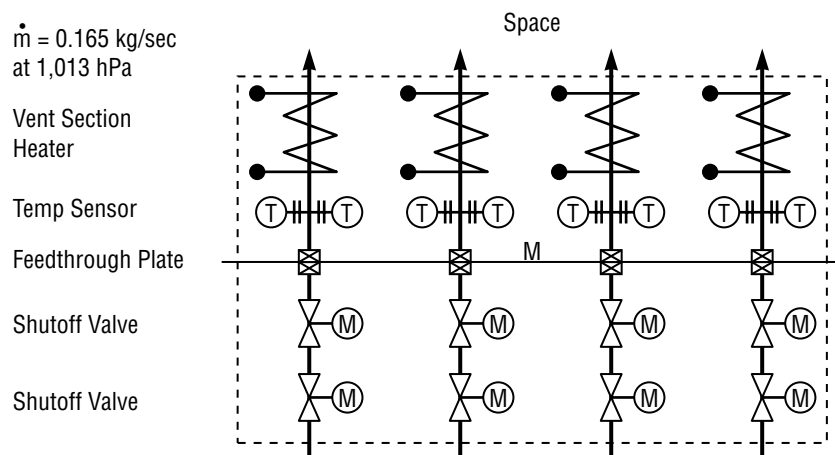 Space
ṁ = 0.165 kg/sec
at 1,013 hPa
Vent Section
Heater
Temp Sensor
T T T T T T T T
Feedthrough Plate
M
Shutoff Valve
M M M M
Shutoff Valve
M M M M